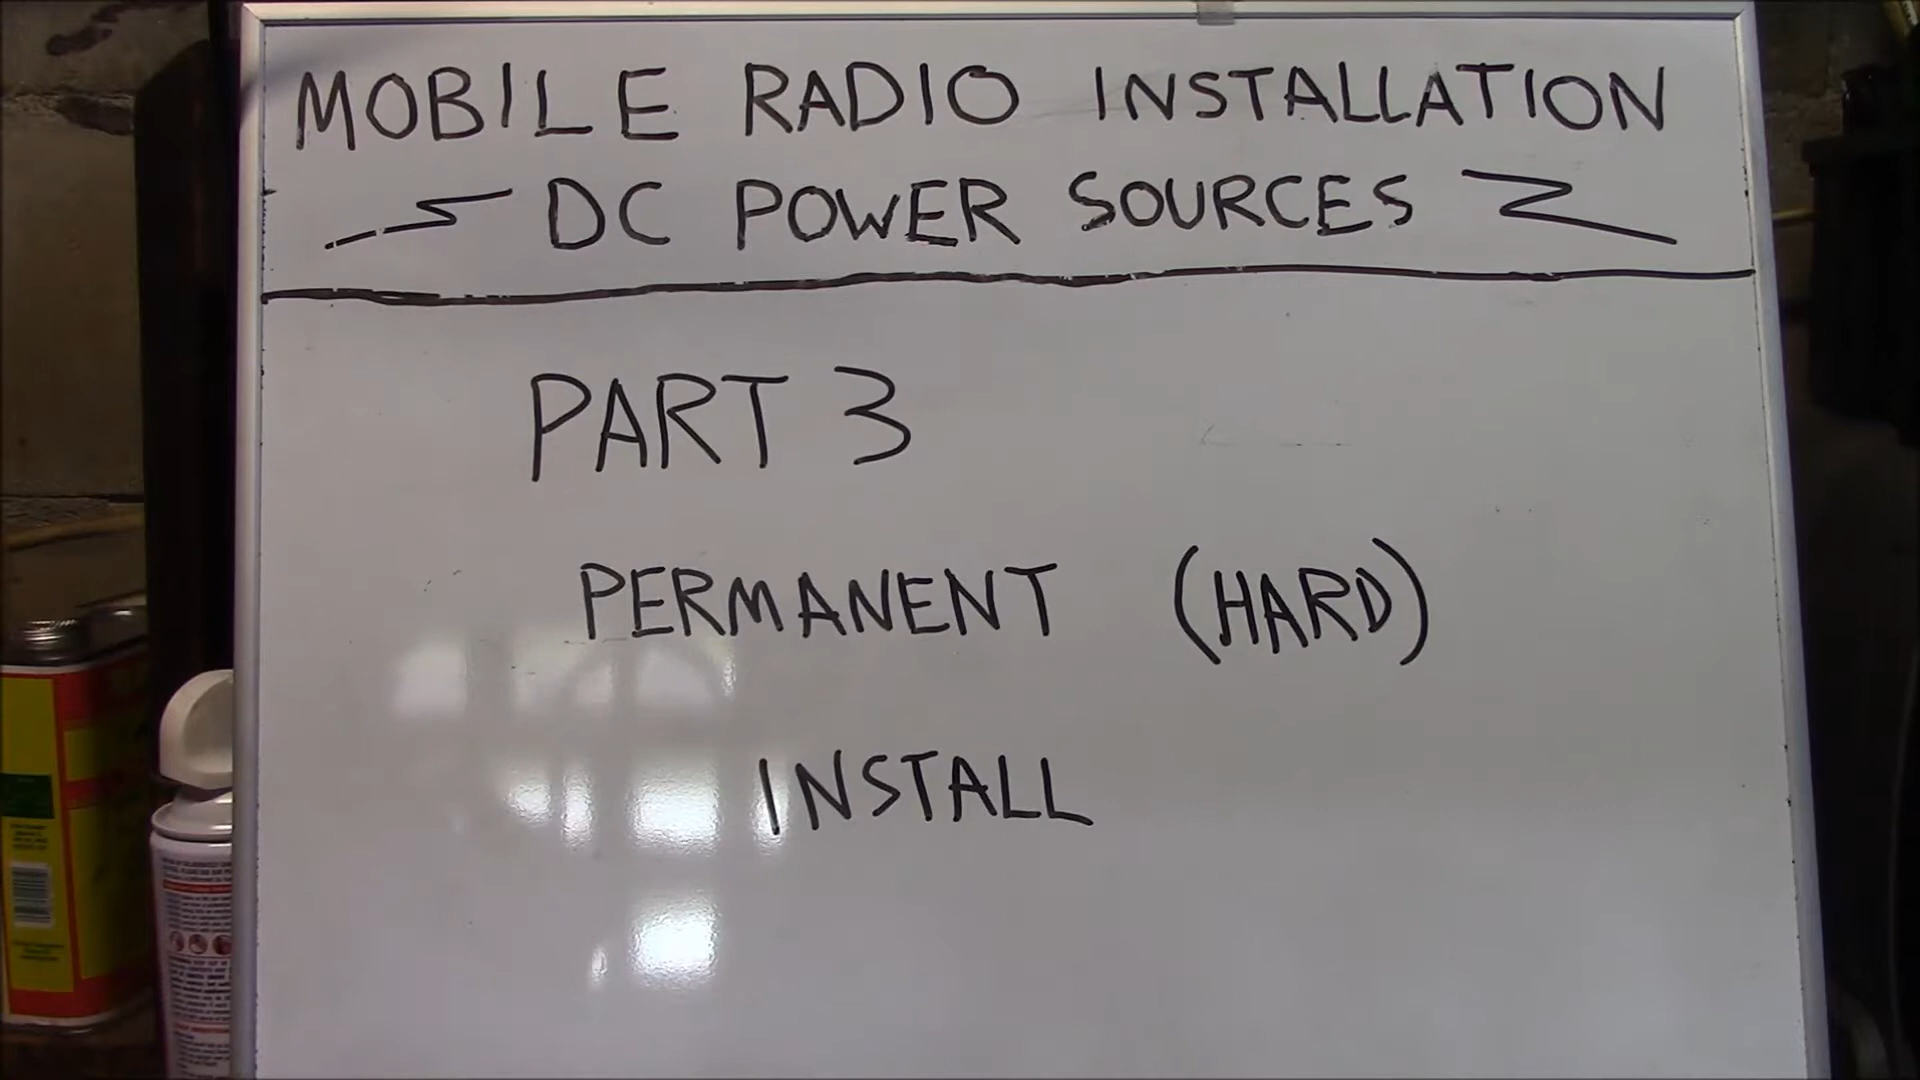 MOBILE RADIO INSTALLATION
DC POWER SOURCES
PART 3
PERMANENT (HARD)
INSTALL